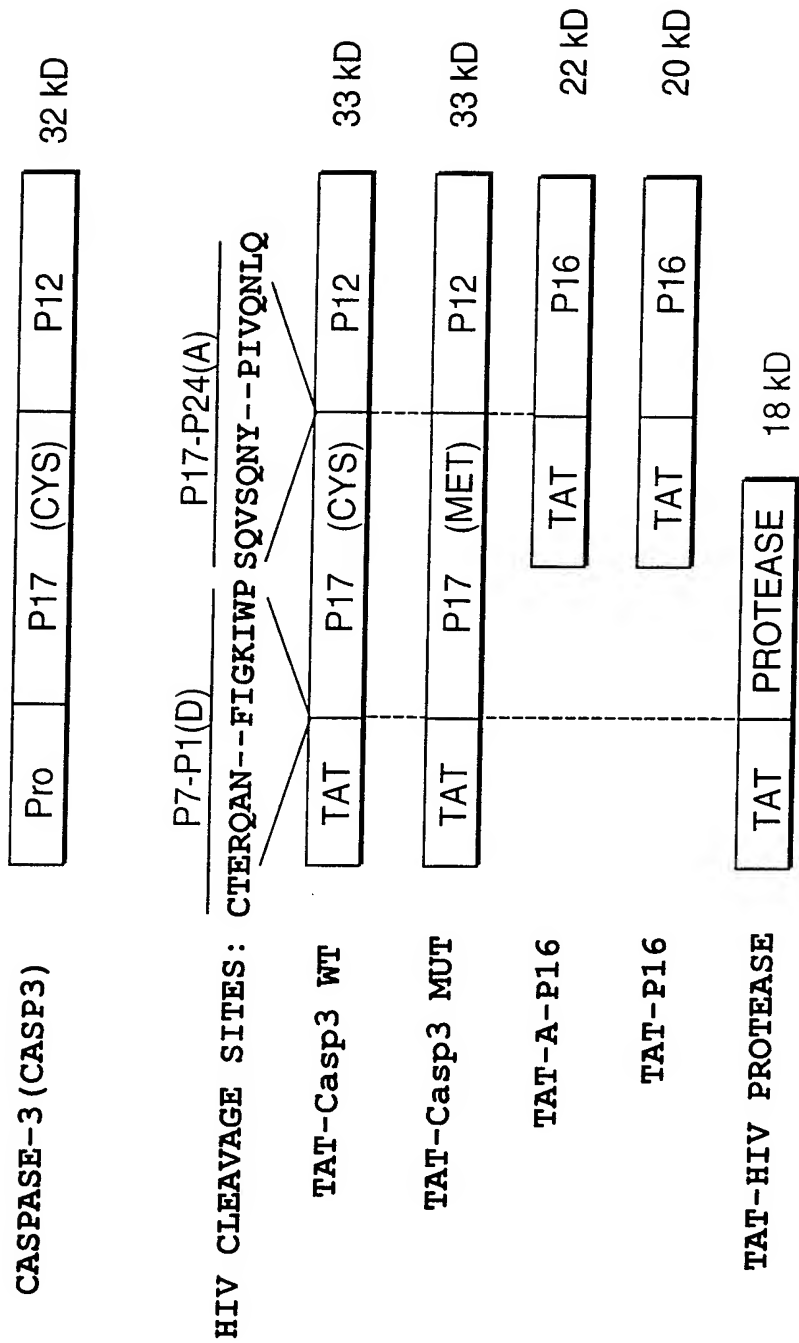 CASPASE-3 (CASP3)
Pro P17 (CYS) P12 32 kD
P7-P1(D) P17-P24(A)
HIV CLEAVAGE SITES: CTERQAN--FIGKIWP SQVSQNY--PIVQNLQ
TAT-Casp3 WT TAT P17 (CYS) P12 33 kD
TAT-Casp3 MUT TAT P17 (MET) P12 33 kD
TAT-A-P16 TAT P16 22 kD
TAT-P16 TAT P16 20 kD
TAT-HIV PROTEASE TAT PROTEASE 18 kD